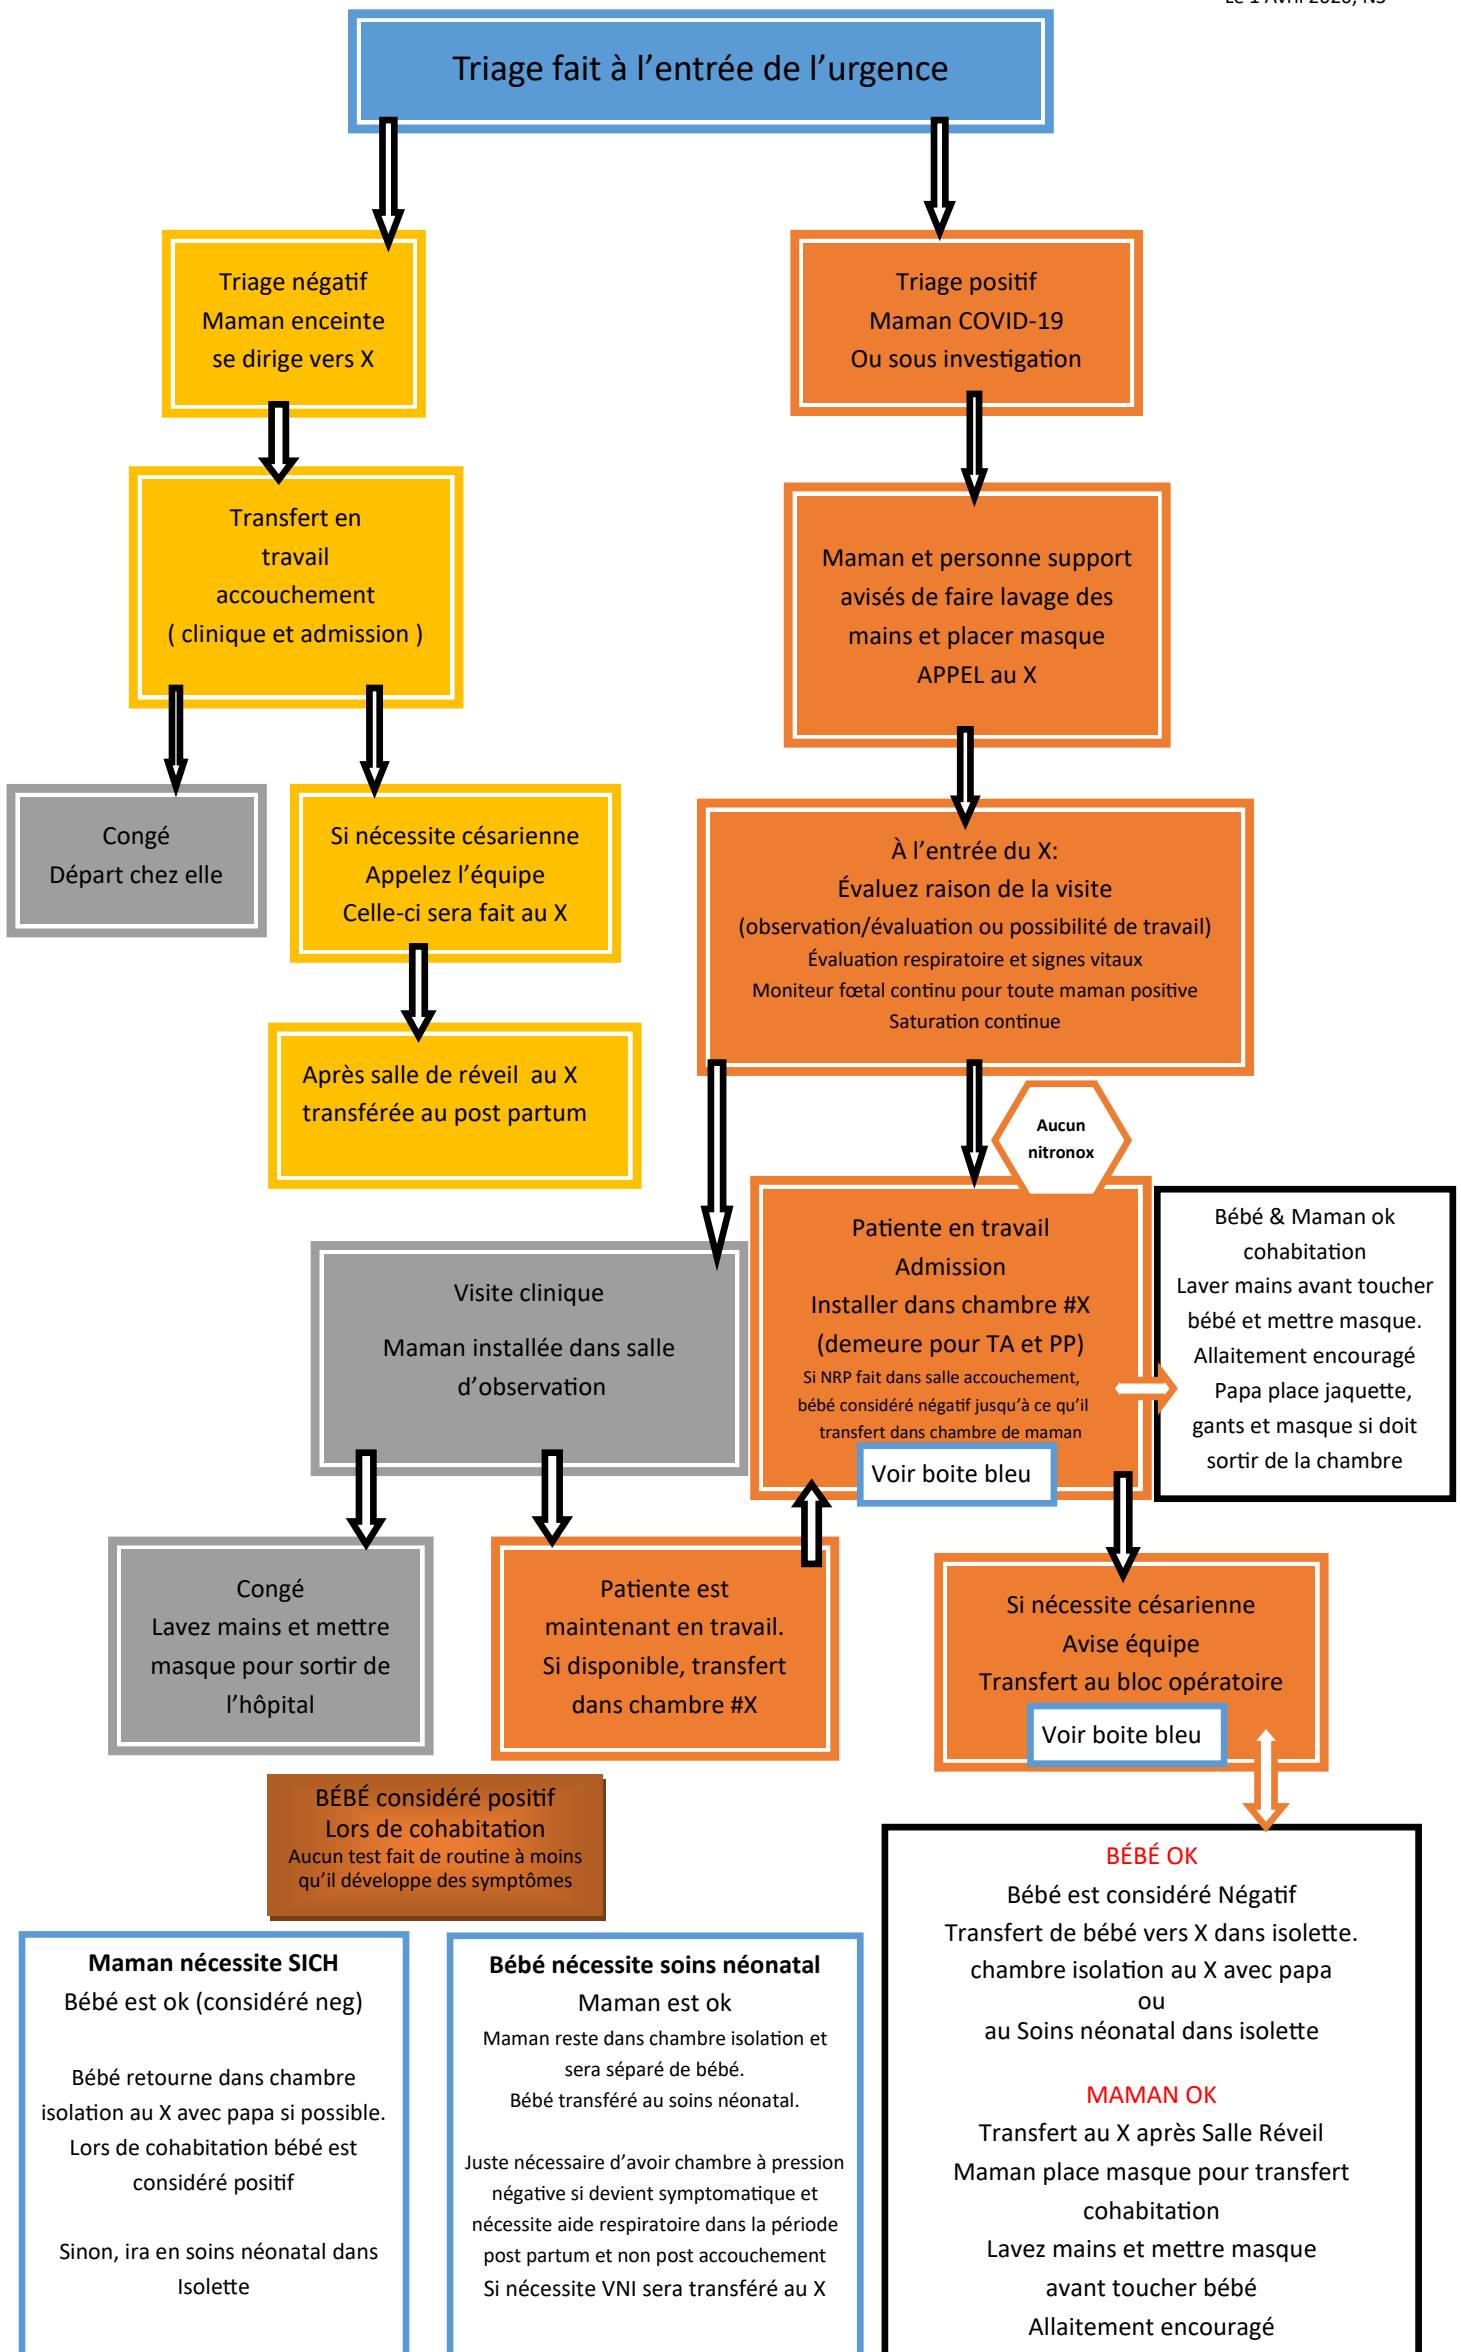 Le 1 Avril 2020, NS
Triage fait à l'entrée de l'urgence
Triage négatif
Maman enceinte
se dirige vers X
Triage positif
Maman COVID-19
Ou sous investigation
Transfert en
travail
accouchement
( clinique et admission )
Maman et personne support
avisés de faire lavage des
mains et placer masque
APPEL au X
Congé
Départ chez elle
Si nécessite césarienne
Appelez l'équipe
Celle-ci sera fait au X
À l'entrée du X:
Évaluez raison de la visite
(observation/évaluation ou possibilité de travail)
Évaluation respiratoire et signes vitaux
Moniteur fœtal continu pour toute maman positive
Saturation continue
Après salle de réveil au X
transférée au post partum
Aucun
nitronox
Patiente en travail
Admission
Installer dans chambre #X
(demeure pour TA et PP)
Si NRP fait dans salle accouchement,
bébé considéré négatif jusqu'à ce qu'il
transfert dans chambre de maman
Voir boite bleu
Bébé & Maman ok
cohabitation
Laver mains avant toucher
bébé et mettre masque.
Allaitement encouragé
Papa place jaquette,
gants et masque si doit
sortir de la chambre
Visite clinique
Maman installée dans salle
d'observation
Congé
Lavez mains et mettre
masque pour sortir de
l'hôpital
Patiente est
maintenant en travail.
Si disponible, transfert
dans chambre #X
Si nécessite césarienne
Avise équipe
Transfert au bloc opératoire
Voir boite bleu
BÉBÉ considéré positif
Lors de cohabitation
Aucun test fait de routine à moins
qu'il développe des symptômes
Maman nécessite SICH
Bébé est ok (considéré neg)
Bébé retourne dans chambre
isolation au X avec papa si possible.
Lors de cohabitation bébé est
considéré positif
Sinon, ira en soins néonatal dans
Isolette
Bébé nécessite soins néonatal
Maman est ok
Maman reste dans chambre isolation et
sera séparé de bébé.
Bébé transféré au soins néonatal.
Juste nécessaire d'avoir chambre à pression
négative si devient symptomatique et
nécessite aide respiratoire dans la période
post partum et non post accouchement
Si nécessite VNI sera transféré au X
BÉBÉ OK
Bébé est considéré Négatif
Transfert de bébé vers X dans isolette.
chambre isolation au X avec papa
ou
au Soins néonatal dans isolette
MAMAN OK
Transfert au X après Salle Réveil
Maman place masque pour transfert
cohabitation
Lavez mains et mettre masque
avant toucher bébé
Allaitement encouragé